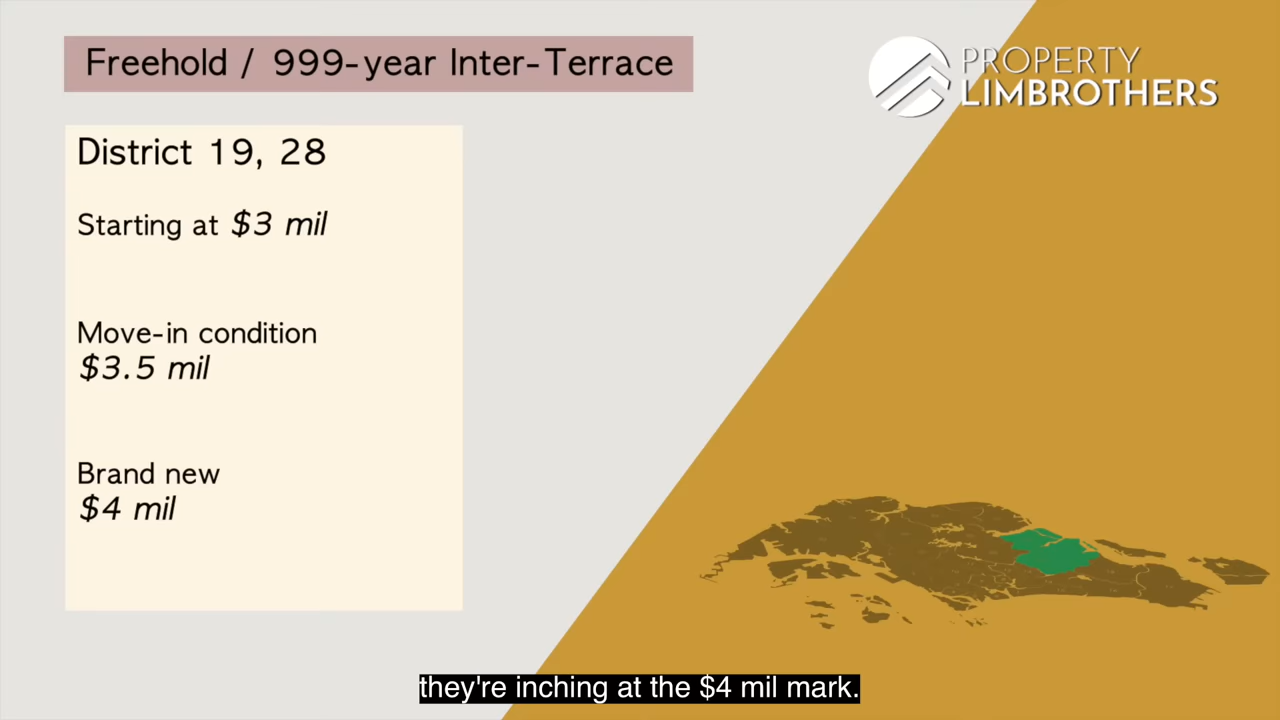 Freehold / 999-year Inter-Terrace
PROPERTY
LIMBROTHERS
District 19, 28
Starting at $3 mil
Move-in condition
$3.5 mil
Brand new
$4 mil
they're inching at the $4 mil mark.